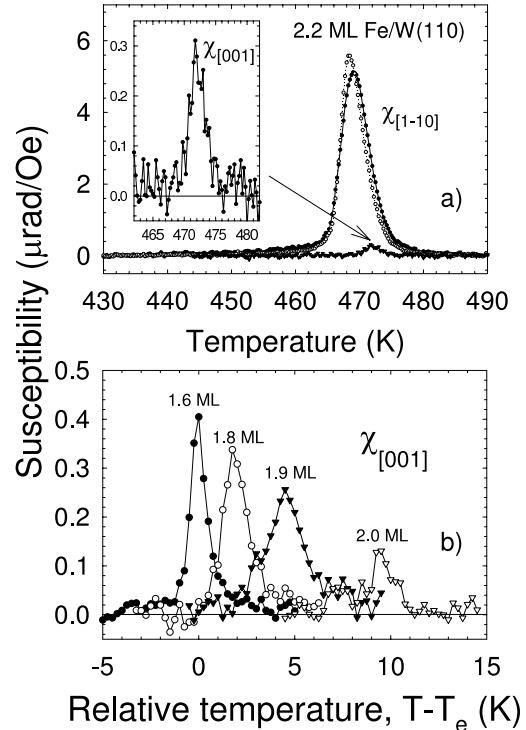 2.2 ML Fe/W(110)
χ[001]
0.3
0.2
0.1
0.0
465 470 475 480
χ[1-10]
a)
6
4
2
0
430 440 450 460 470 480 490
Temperature (K)
Susceptibility (μrad/Oe)
0.5
0.4
0.3
0.2
0.1
0.0
1.6 ML
1.8 ML
1.9 ML
2.0 ML
χ[001]
b)
-5 0 5 10 15
Relative temperature, T-Te (K)